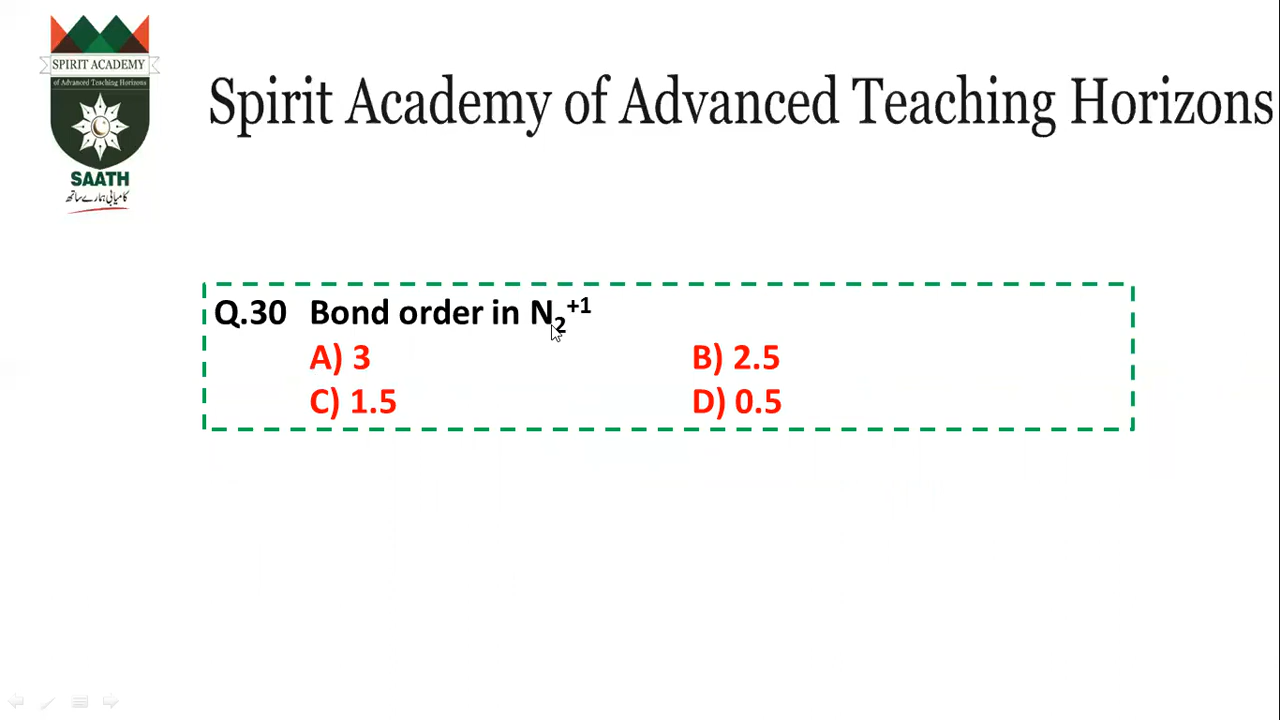 SPIRIT ACADEMY
of Advanced Teaching Horizons
SAATH
کامیابی ہمارے ساتھ
Spirit Academy of Advanced Teaching Horizons
Q.30 Bond order in N₂⁺¹
A) 3 B) 2.5
C) 1.5 D) 0.5